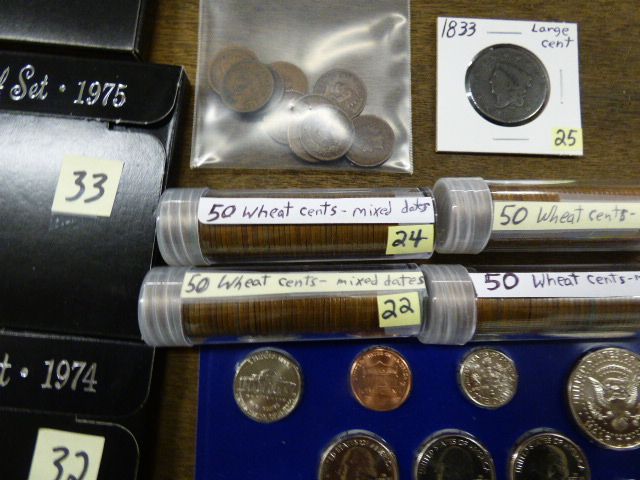 1833 Large
cent
25
Set · 1975
33
50 Wheat cents - mixed dates
24
50 Wheat cents -
50 Wheat cents - mixed dates
22
50 Wheat cents -
· 1974
32